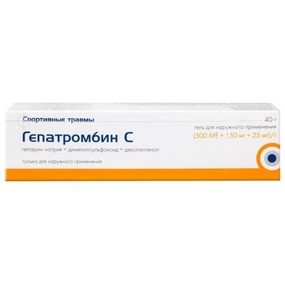 Спортивные травмы
Гепатромбин С
гепарин натрия + диметилсульфоксид + декспантенол
только для наружного применения
40 г
гель для наружного применения
(500 МЕ + 150 мг + 25 мг)/г